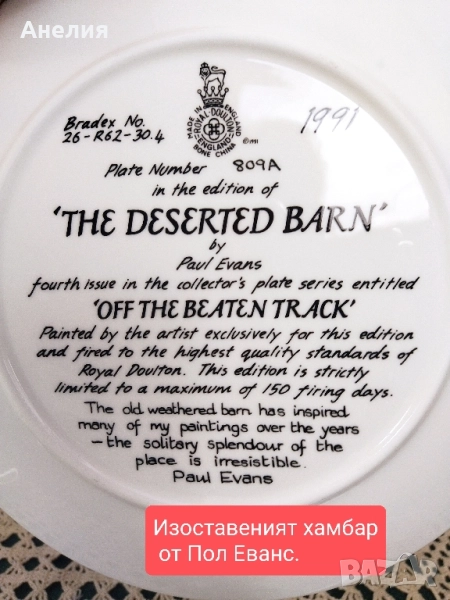 Анелия
Bradex No.
26-R62-30.4
MADE IN ENGLAND
ROYAL DOULTON
ENGLAND
BONE CHINA
1991
Plate Number 809A
in the edition of
'THE DESERTED BARN'
by
Paul Evans
fourth issue in the collector's plate series entitled
'OFF THE BEATEN TRACK'
Painted by the artist exclusively for this edition
and fired to the highest quality standards of
Royal Doulton. This edition is strictly
limited to a maximum of 150 firing days.
The old weathered barn has inspired
many of my paintings over the years
– the solitary splendour of the
place is irresistible.
Paul Evans
Изоставеният хамбар
от Пол Еванс.
BAZAR